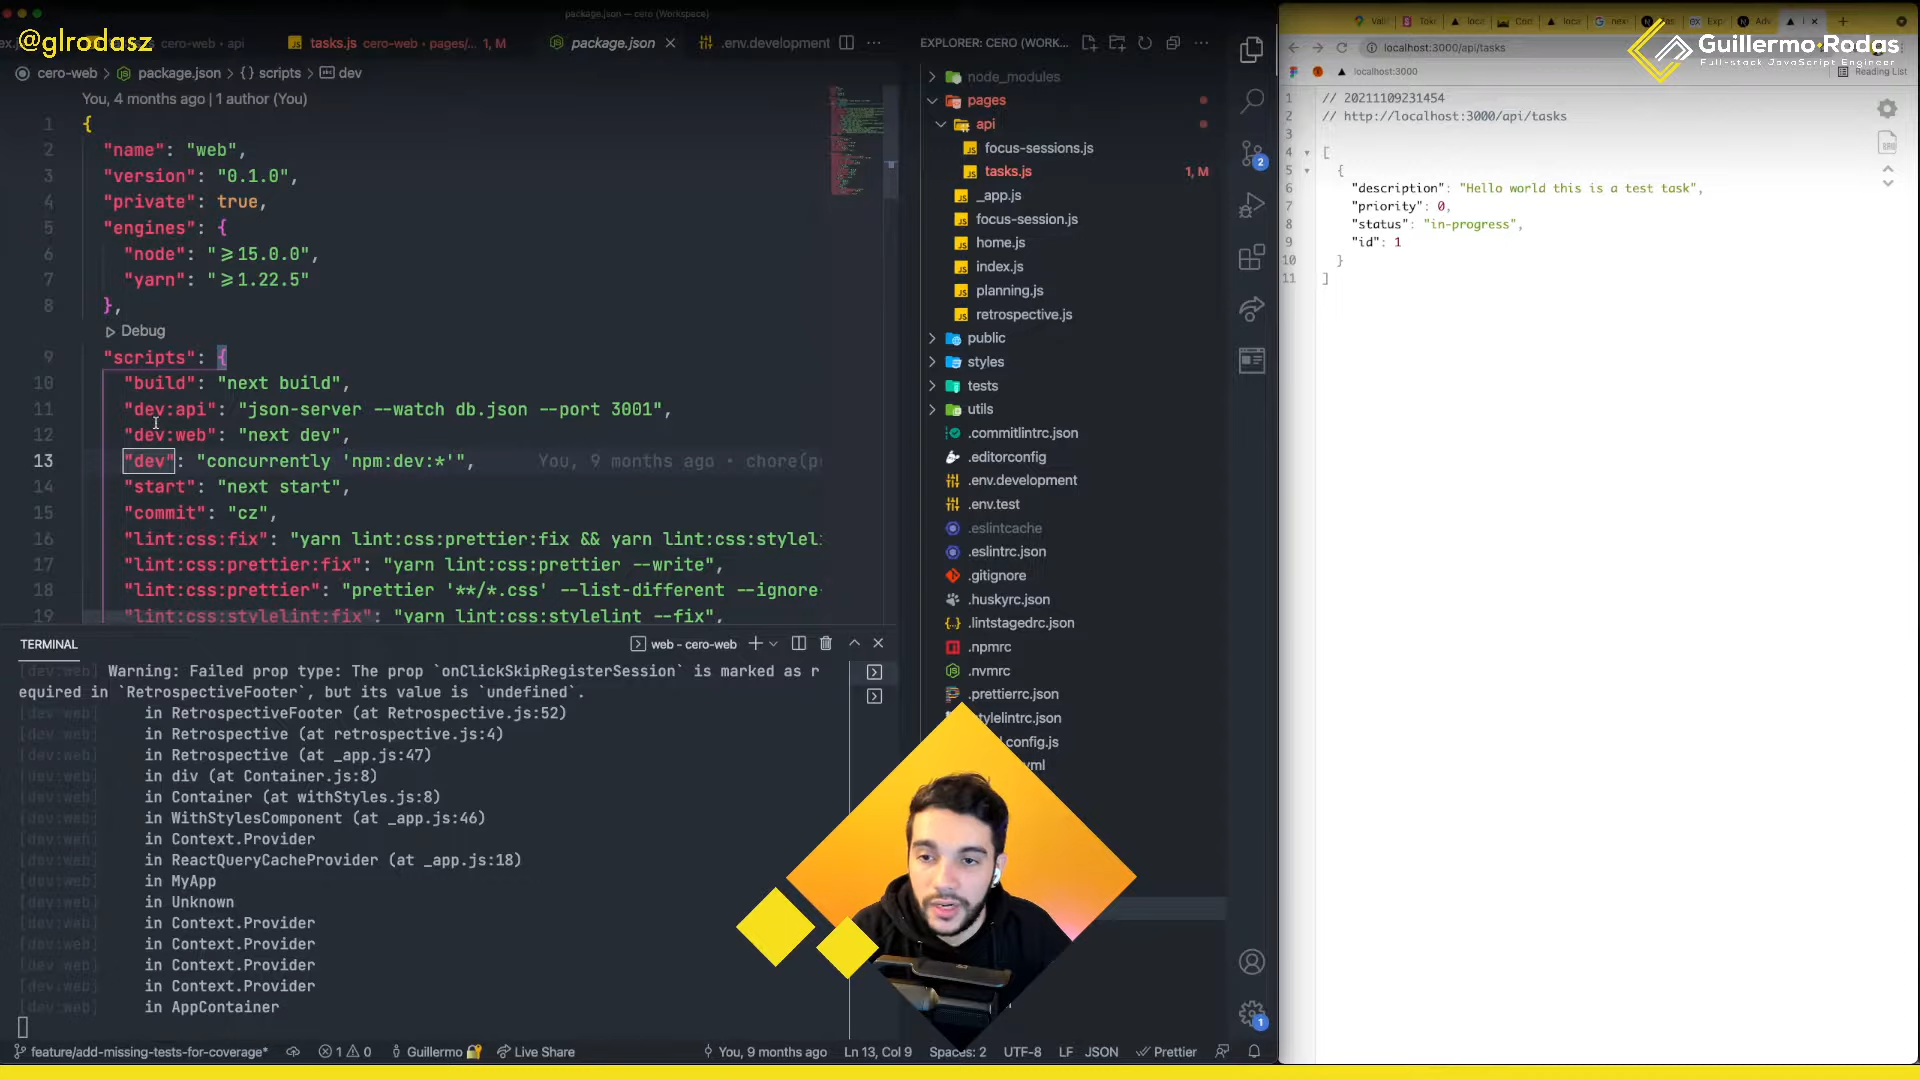 package.json — cero (Workspace)
@glrodasz
cero-web › api
tasks.js cero-web • pages/... 1, M
package.json
.env.development
cero-web › package.json › {} scripts › dev
You, 4 months ago | 1 author (You)
1 {
2 "name": "web",
3 "version": "0.1.0",
4 "private": true,
5 "engines": {
6 "node": "≥15.0.0",
7 "yarn": "≥1.22.5"
8 },
Debug
9 "scripts": {
10 "build": "next build",
11 "dev:api": "json-server --watch db.json --port 3001",
12 "dev:web": "next dev",
13 "dev": "concurrently 'npm:dev:*'", You, 9 months ago • chore(p
14 "start": "next start",
15 "commit": "cz",
16 "lint:css:fix": "yarn lint:css:prettier:fix && yarn lint:css:styleli
17 "lint:css:prettier:fix": "yarn lint:css:prettier --write",
18 "lint:css:prettier": "prettier '**/*.css' --list-different --ignore-
19 "lint:css:stylelint:fix": "yarn lint:css:stylelint --fix",
TERMINAL
web - cero-web
[dev:web] Warning: Failed prop type: The prop `onClickSkipRegisterSession` is marked as r
equired in `RetrospectiveFooter`, but its value is `undefined`.
[dev:web] in RetrospectiveFooter (at Retrospective.js:52)
[dev:web] in Retrospective (at retrospective.js:4)
[dev:web] in Retrospective (at _app.js:47)
[dev:web] in div (at Container.js:8)
[dev:web] in Container (at withStyles.js:8)
[dev:web] in WithStylesComponent (at _app.js:46)
[dev:web] in Context.Provider
[dev:web] in ReactQueryCacheProvider (at _app.js:18)
[dev:web] in MyApp
[dev:web] in Unknown
[dev:web] in Context.Provider
[dev:web] in Context.Provider
[dev:web] in Context.Provider
[dev:web] in Context.Provider
[dev:web] in AppContainer
feature/add-missing-tests-for-coverage* 1 0 Guillermo Live Share You, 9 months ago Ln 13, Col 9 Spaces: 2 UTF-8 LF JSON Prettier
EXPLORER: CERO (WORK...
node_modules
pages
api
focus-sessions.js
tasks.js 1, M
_app.js
focus-session.js
home.js
index.js
planning.js
retrospective.js
public
styles
tests
utils
.commitlintrc.json
.editorconfig
.env.development
.env.test
.eslintcache
.eslintrc.json
.gitignore
.huskyrc.json
.lintstagedrc.json
.npmrc
.nvmrc
.prettierrc.json
stylelintrc.json
.config.js
2
1
localhost:3000/api/tasks
localhost:3000
Reading List
Guillermo Rodas
Full-stack JavaScript Engineer
1 // 20211109231454
2 // http://localhost:3000/api/tasks
3
4 [
5 {
6 "description": "Hello world this is a test task",
7 "priority": 0,
8 "status": "in-progress",
9 "id": 1
10 }
11 ]